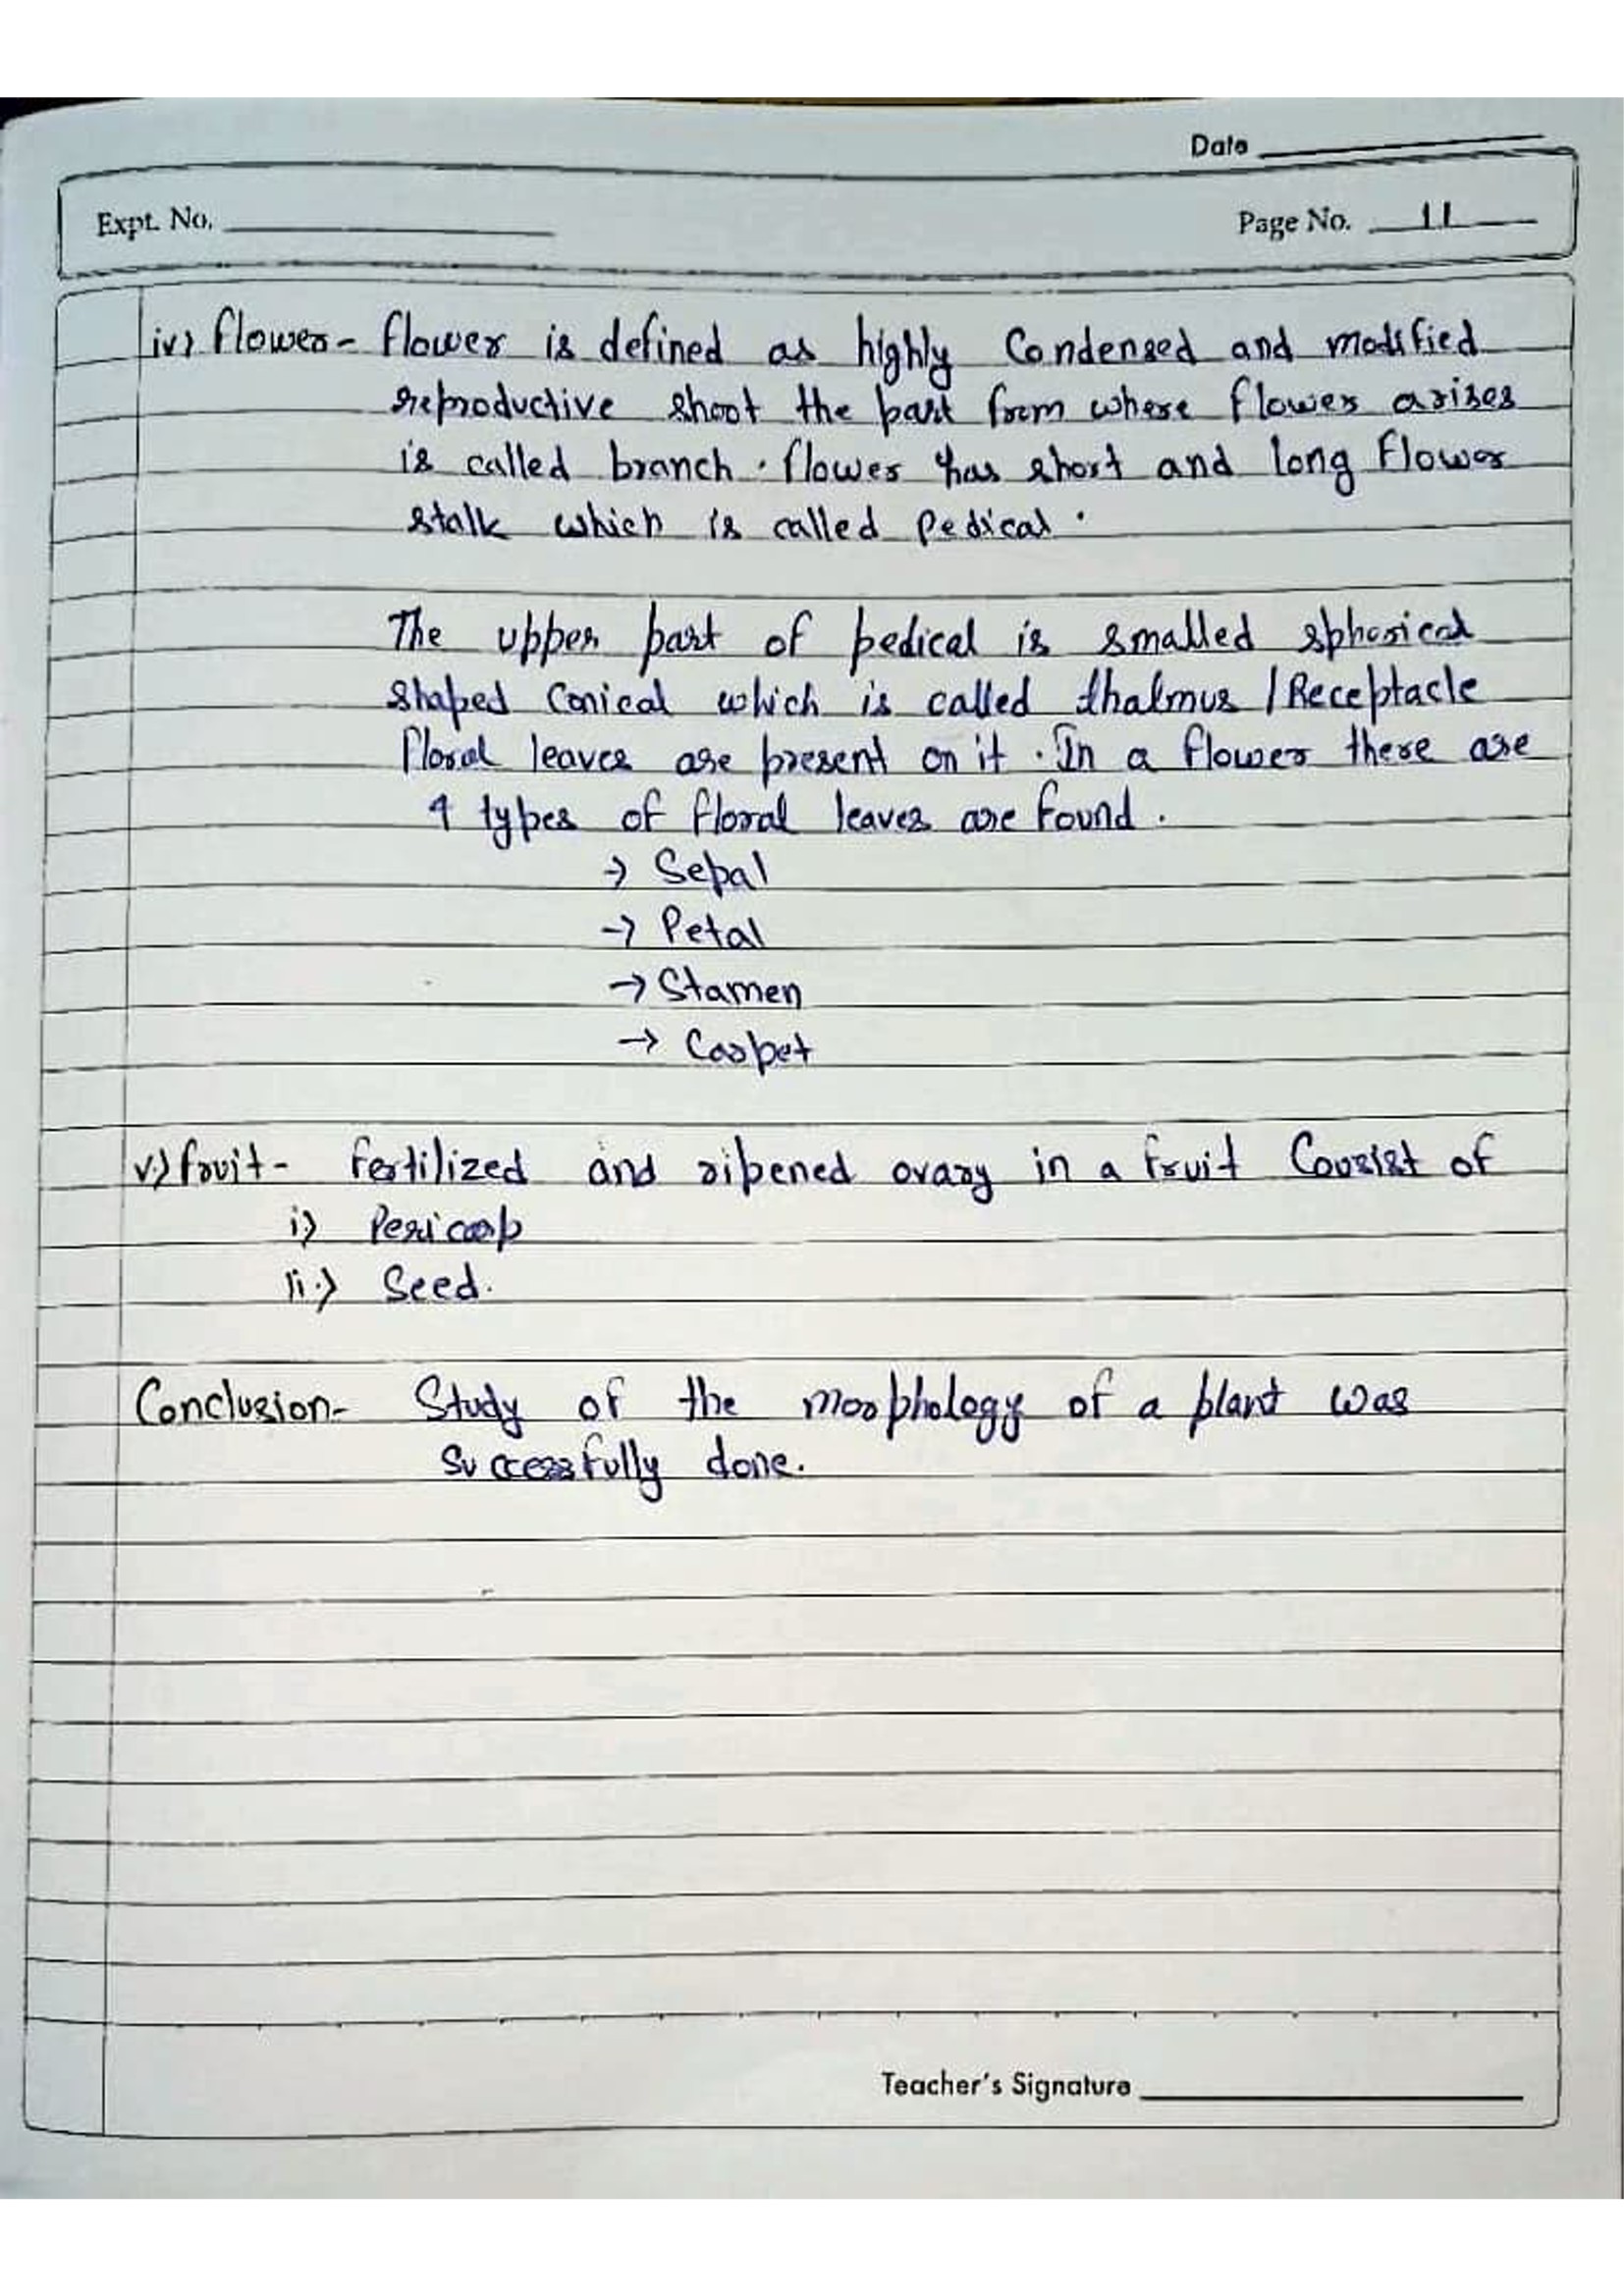 Date
Expt. No.
Page No. 11
iv) flower - flower is defined as highly Condensed and modified
reproductive shoot the part from where flower arises
is called branch. flower has short and long flower
stalk which is called Pedical.
The upper part of pedical is smalled spherical
shaped Conical which is called thalmus / Receptacle
floral leaves are present on it. In a flower there are
4 types of floral leaves are found.
→ Sepal
→ Petal
→ Stamen
→ Carpet
v.) fruit - fertilized and ripened ovary in a fruit Consist of
i) Pericarp
ii.) Seed.
Conclusion- Study of the morphology of a plant was
successfully done.
Teacher's Signature